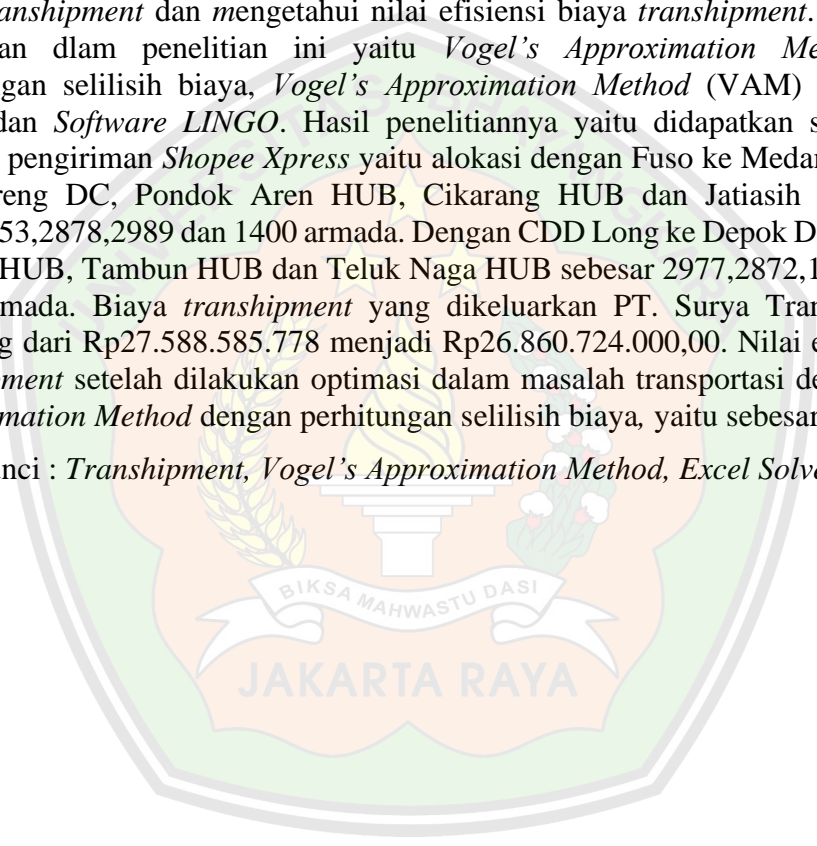 anshipment dan mengetahui nilai efisiensi biaya transhipment.
an dlam penelitian ini yaitu Vogel’s Approximation Me
gan selilisih biaya, Vogel’s Approximation Method (VAM)
dan Software LINGO. Hasil penelitiannya yaitu didapatkan s
pengiriman Shopee Xpress yaitu alokasi dengan Fuso ke Medan
reng DC, Pondok Aren HUB, Cikarang HUB dan Jatiasih
53,2878,2989 dan 1400 armada. Dengan CDD Long ke Depok D
HUB, Tambun HUB dan Teluk Naga HUB sebesar 2977,2872,1
mada. Biaya transhipment yang dikeluarkan PT. Surya Tran
g dari Rp27.588.585.778 menjadi Rp26.860.724.000,00. Nilai e
ment setelah dilakukan optimasi dalam masalah transportasi de
mation Method dengan perhitungan selilisih biaya, yaitu sebesar
nci : Transhipment, Vogel’s Approximation Method, Excel Solve
UNIVERSITAS BHAYANGKARA
BIKSA MAHWASTU DASI
JAKARTA RAYA